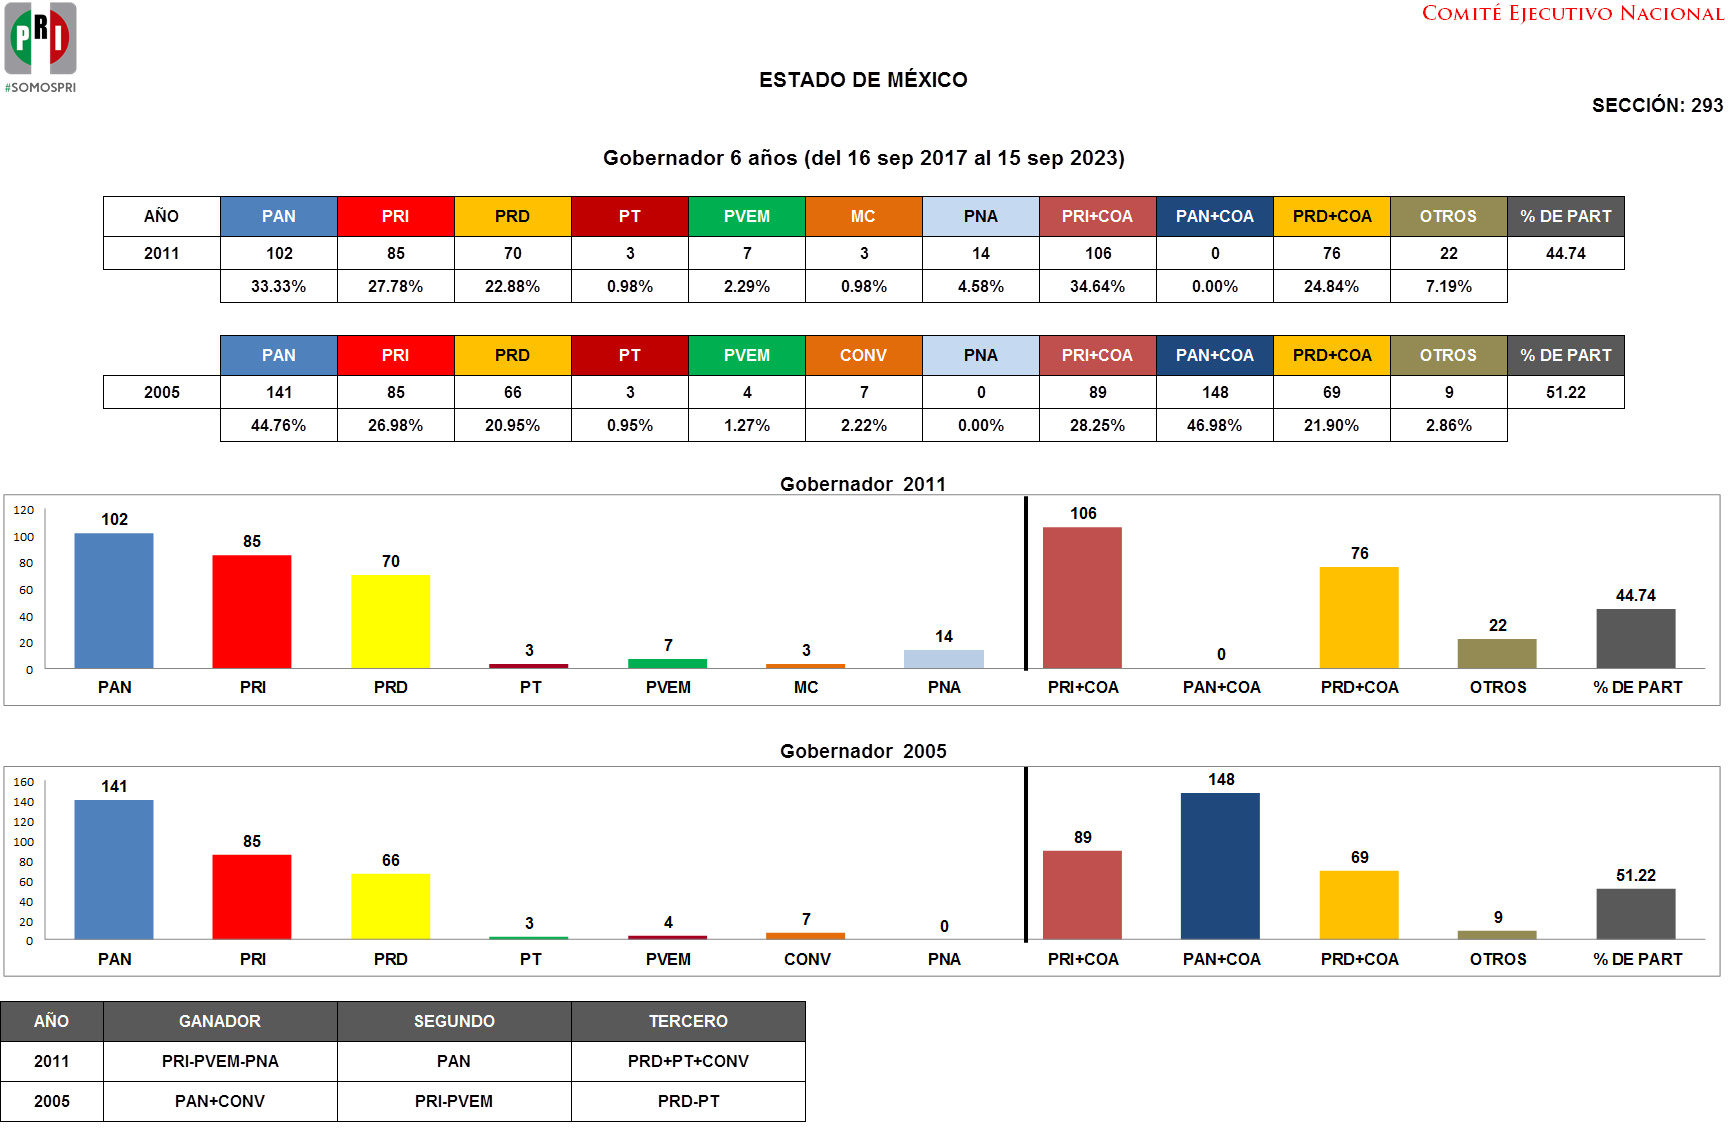 PRI
#SOMOSPRI
COMITÉ EJECUTIVO NACIONAL
ESTADO DE MÉXICO
SECCIÓN: 293
Gobernador 6 años (del 16 sep 2017 al 15 sep 2023)
AÑO PAN PRI PRD PT PVEM MC PNA PRI+COA PAN+COA PRD+COA OTROS % DE PART
2011 102 85 70 3 7 3 14 106 0 76 22 44.74
33.33% 27.78% 22.88% 0.98% 2.29% 0.98% 4.58% 34.64% 0.00% 24.84% 7.19%
PAN PRI PRD PT PVEM CONV PNA PRI+COA PAN+COA PRD+COA OTROS % DE PART
2005 141 85 66 3 4 7 0 89 148 69 9 51.22
44.76% 26.98% 20.95% 0.95% 1.27% 2.22% 0.00% 28.25% 46.98% 21.90% 2.86%
Gobernador 2011
120
100
80
60
40
20
0
102 85 70 3 7 3 14 106 0 76 22 44.74
PAN PRI PRD PT PVEM MC PNA PRI+COA PAN+COA PRD+COA OTROS % DE PART
Gobernador 2005
160
140
120
100
80
60
40
20
0
141 85 66 3 4 7 0 89 148 69 9 51.22
PAN PRI PRD PT PVEM CONV PNA PRI+COA PAN+COA PRD+COA OTROS % DE PART
AÑO GANADOR SEGUNDO TERCERO
2011 PRI-PVEM-PNA PAN PRD+PT+CONV
2005 PAN+CONV PRI-PVEM PRD-PT